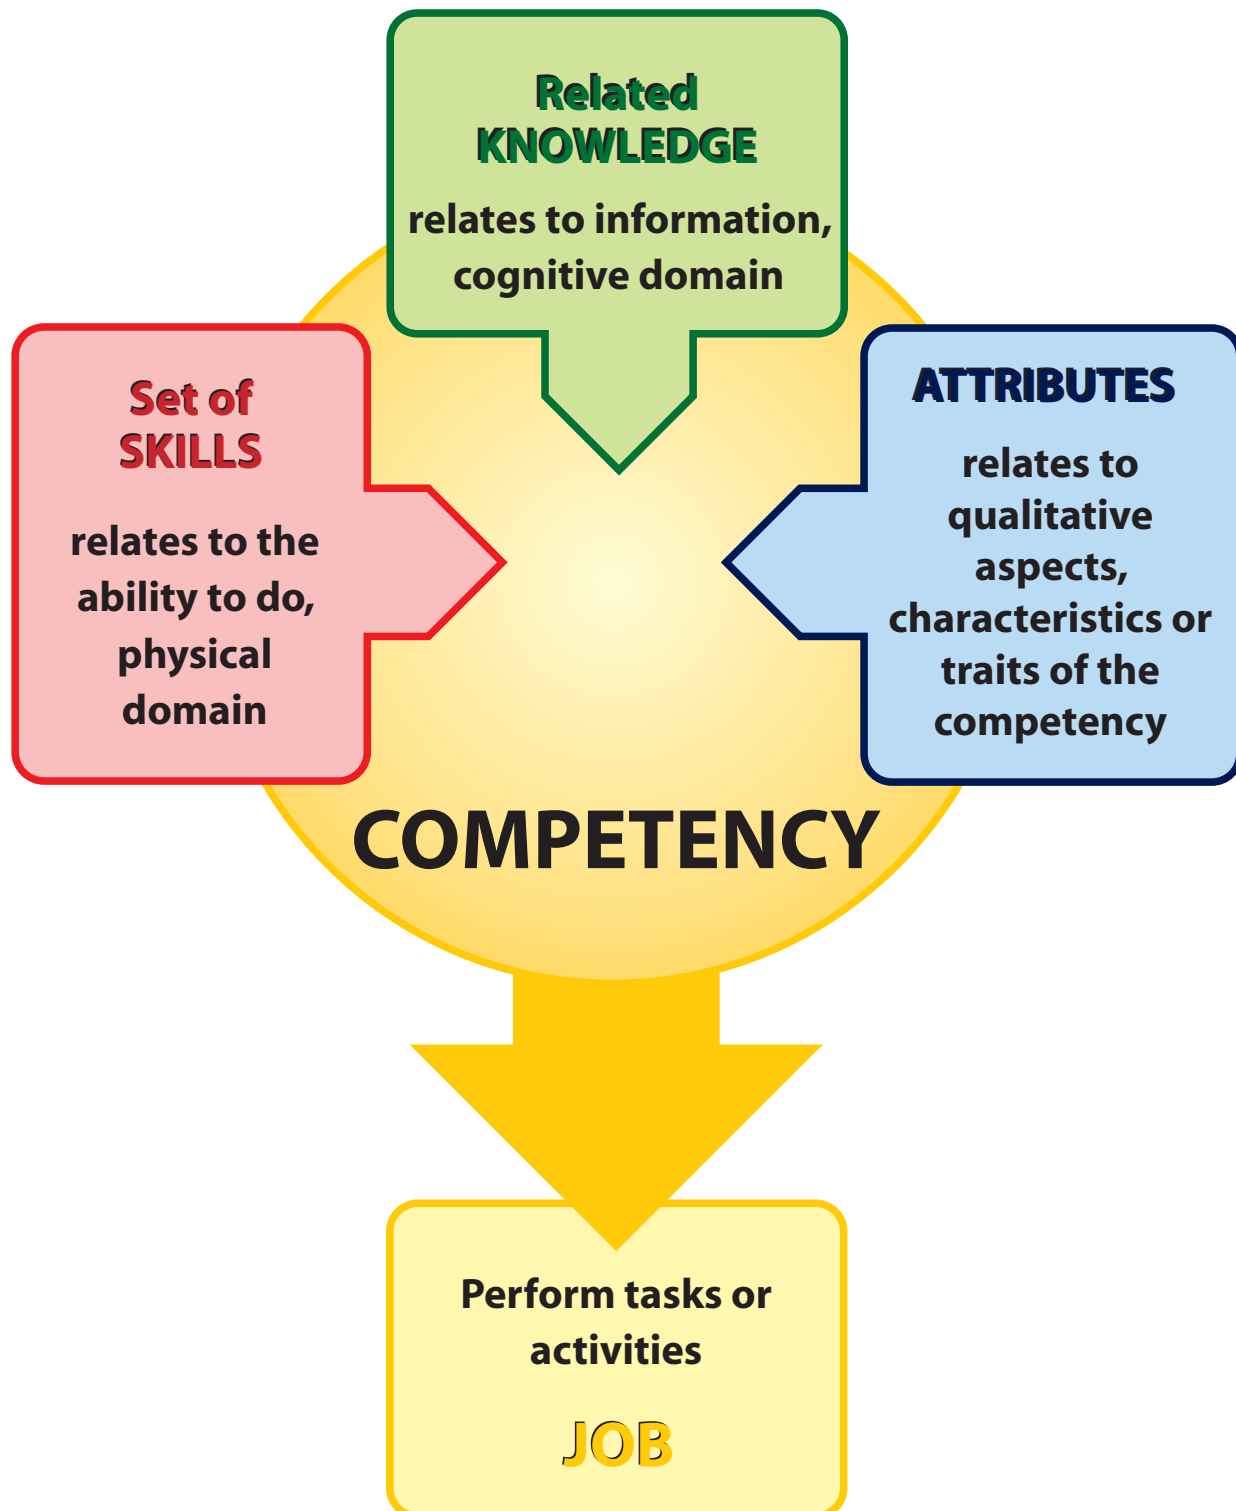 Related
KNOWLEDGE
relates to information,
cognitive domain
Set of
SKILLS
relates to the
ability to do,
physical
domain
ATTRIBUTES
relates to
qualitative
aspects,
characteristics or
traits of the
competency
COMPETENCY
Perform tasks or
activities
JOB